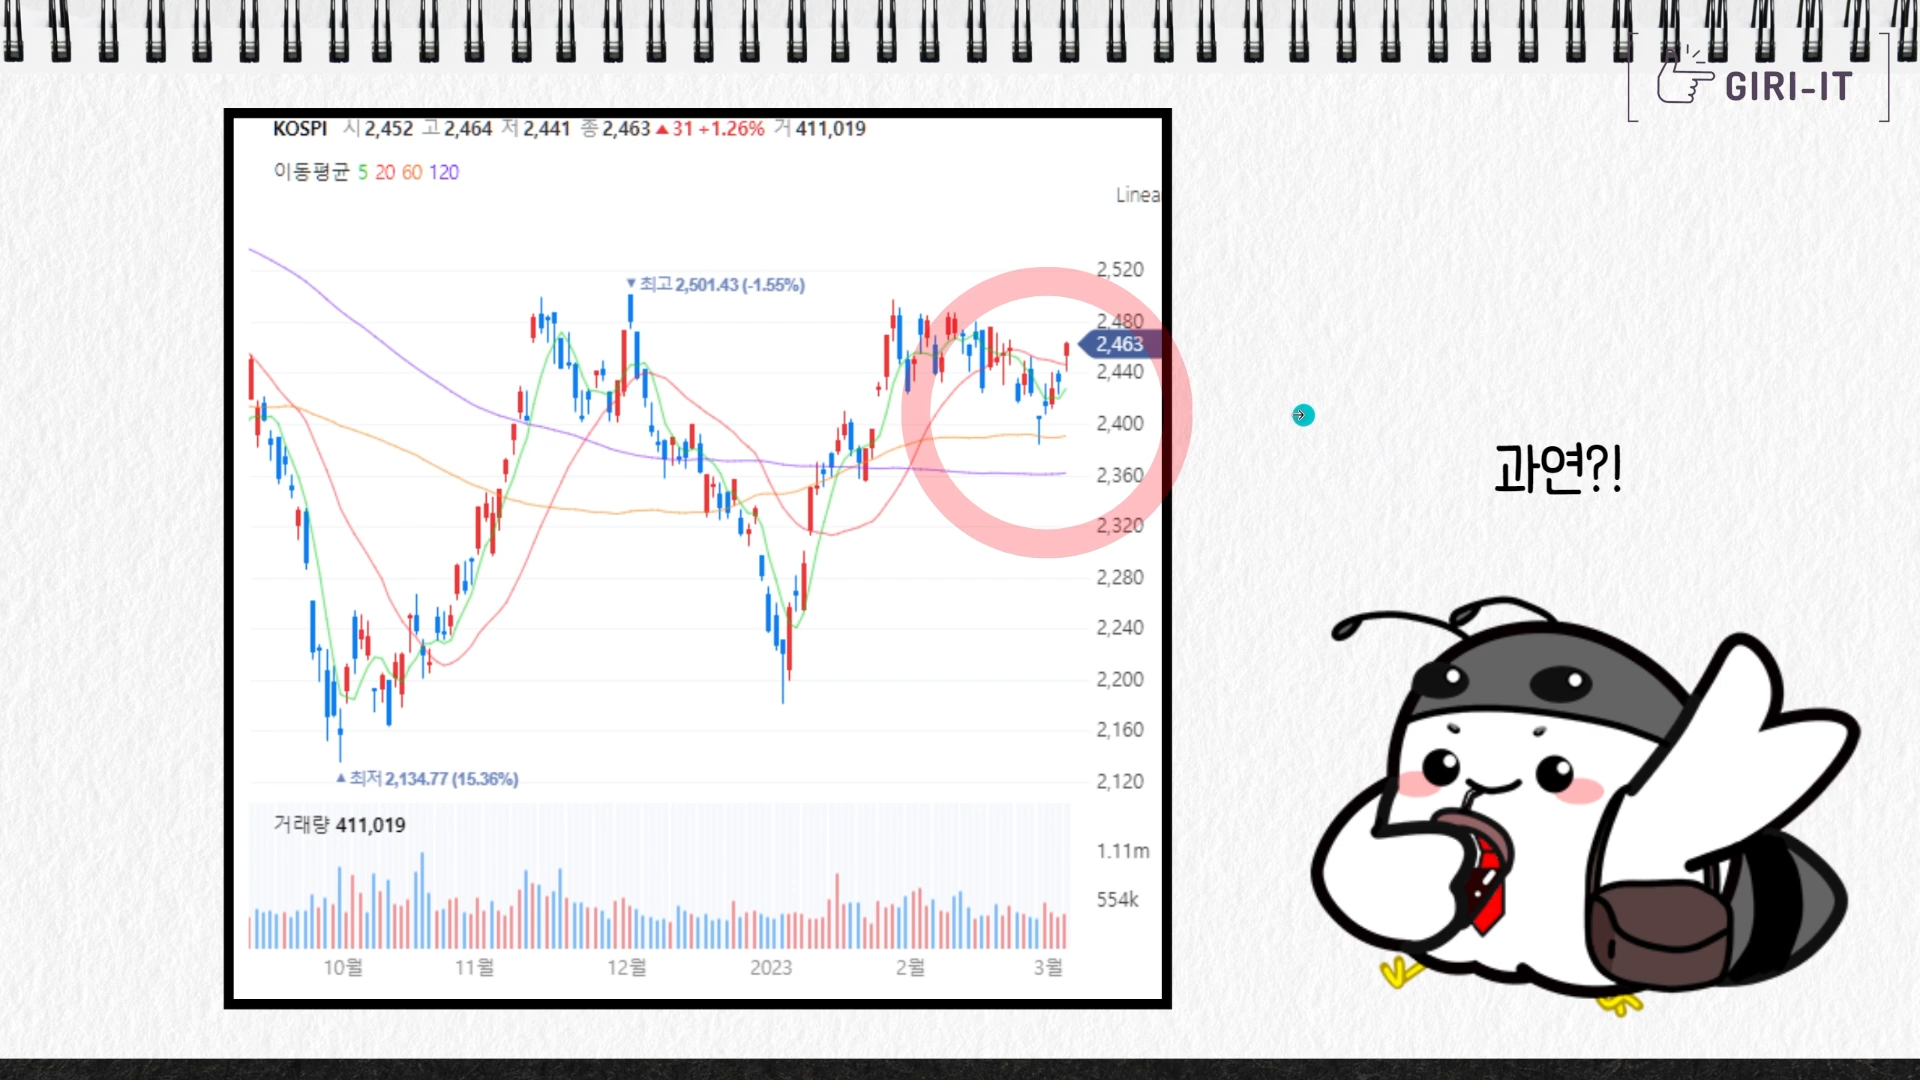 GIRI-IT
KOSPI 시 2,452 고 2,464 저 2,441 종 2,463 ▲ 31 +1.26% 거 411,019
이동평균 5 20 60 120
Linea
▼ 최고 2,501.43 (-1.55%)
2,520
2,480
2,463
2,440
2,400
2,360
2,320
2,280
2,240
2,200
2,160
2,120
▲ 최저 2,134.77 (15.36%)
거래량 411,019
1.11m
554k
10월 11월 12월 2023 2월 3월
과연?!